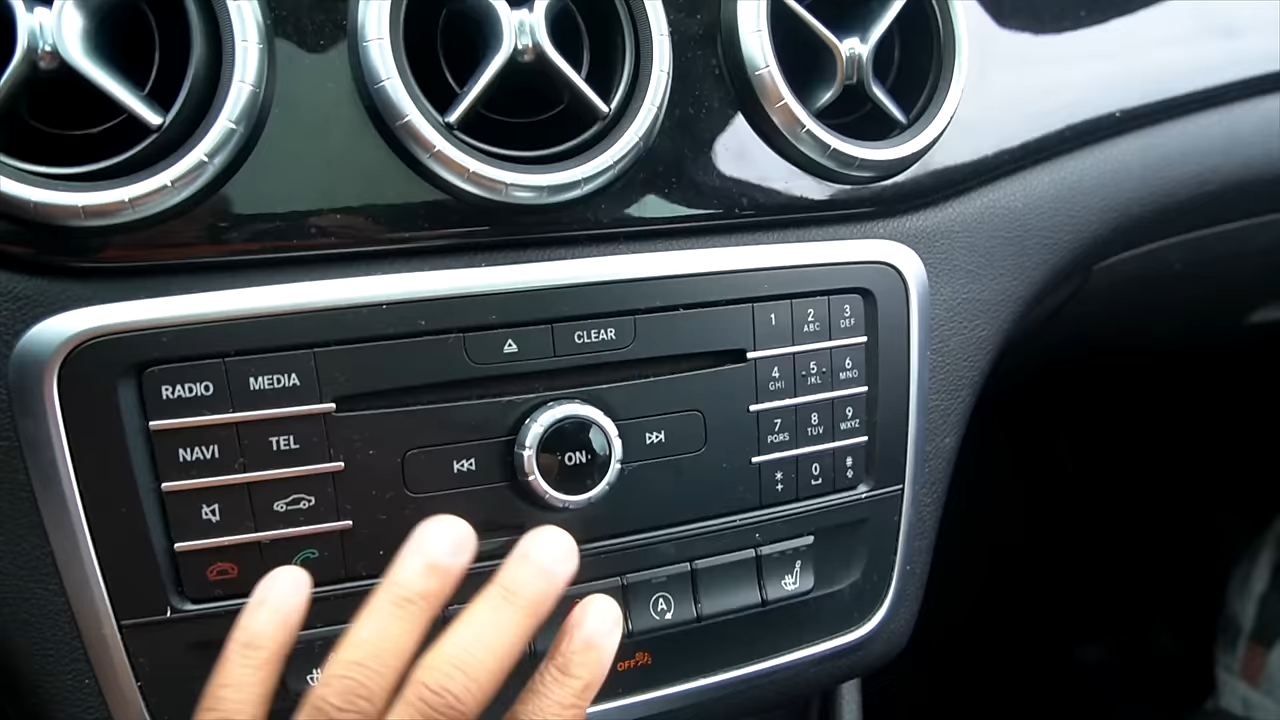 CLEAR
RADIO MEDIA
NAVI TEL
ON
1 2 ABC 3 DEF
4 GHI 5 JKL 6 MNO
7 PQRS 8 TUV 9 WXYZ
* + 0 #
A
OFF